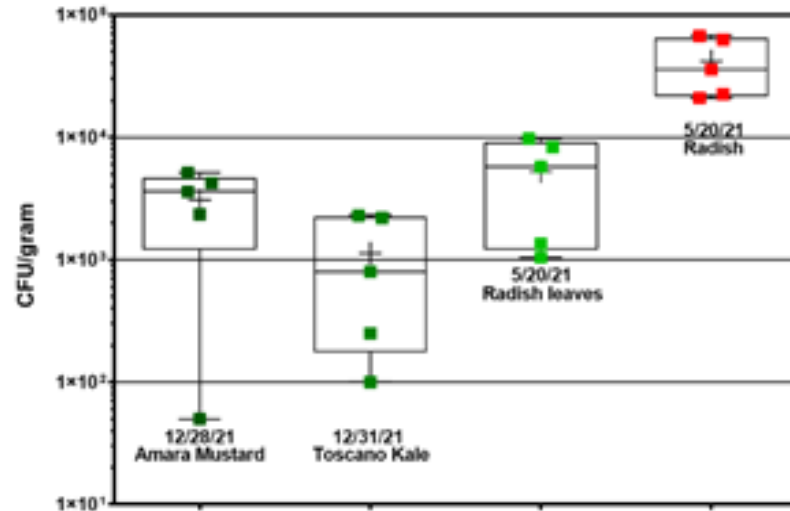 1×10⁵
1×10⁴
1×10³
1×10²
1×10¹
CFU/gram
12/28/21
Amara Mustard
12/31/21
Toscano Kale
5/20/21
Radish leaves
5/20/21
Radish